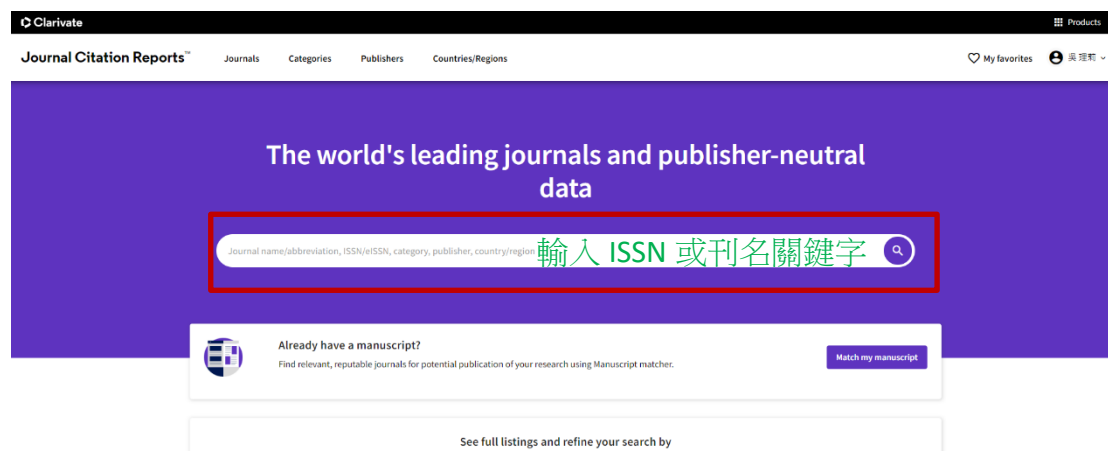 Clarivate
Products
Journal Citation Reports™
Journals
Categories
Publishers
Countries/Regions
My favorites
吳理莉
The world's leading journals and publisher-neutral
data
Journal name/abbreviation, ISSN/eISSN, category, publisher, country/region
輸入 ISSN 或刊名關鍵字
Already have a manuscript?
Find relevant, reputable journals for potential publication of your research using Manuscript matcher.
Match my manuscript
See full listings and refine your search by